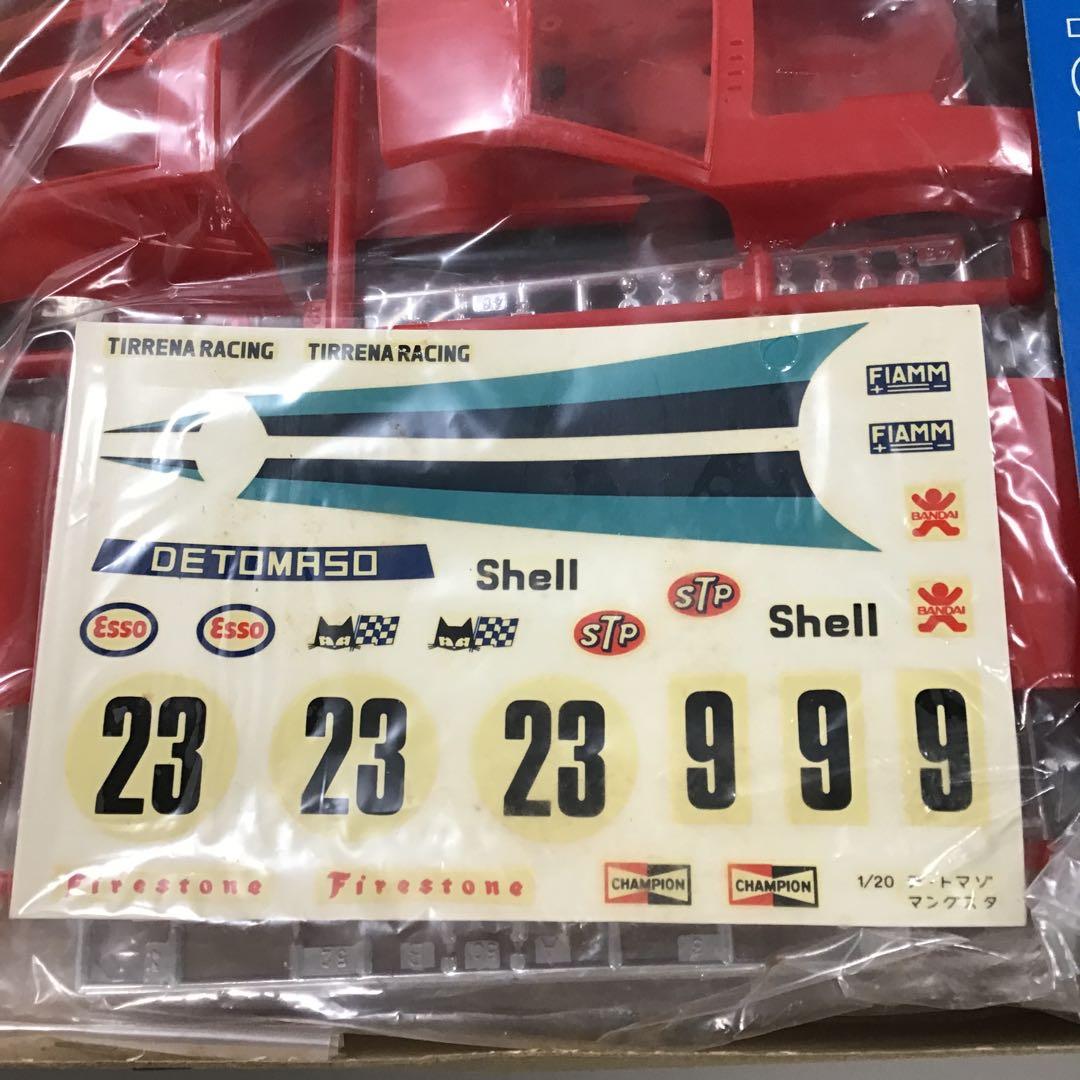 TIRRENA RACING
TIRRENA RACING
FIAMM
+ -
FIAMM
+ -
BANDAI
DETOMASO
Shell
STP
BANDAI
Esso
Esso
STP
Shell
23
23
23
9
9
9
Firestone
Firestone
CHAMPION
CHAMPION
1/20 デ・トマゾ
マングスタ